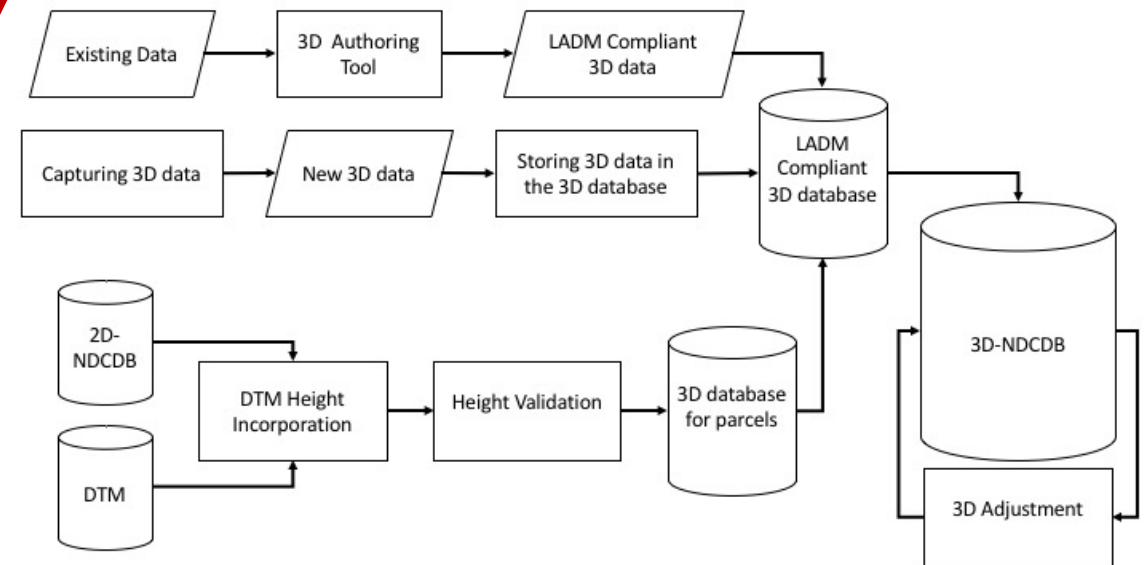 Existing Data
3D Authoring
Tool
LADM Compliant
3D data
Capturing 3D data
New 3D data
Storing 3D data in
the 3D database
LADM
Compliant
3D database
2D-
NDCDB
DTM
DTM Height
Incorporation
Height Validation
3D database
for parcels
3D-NDCDB
3D Adjustment